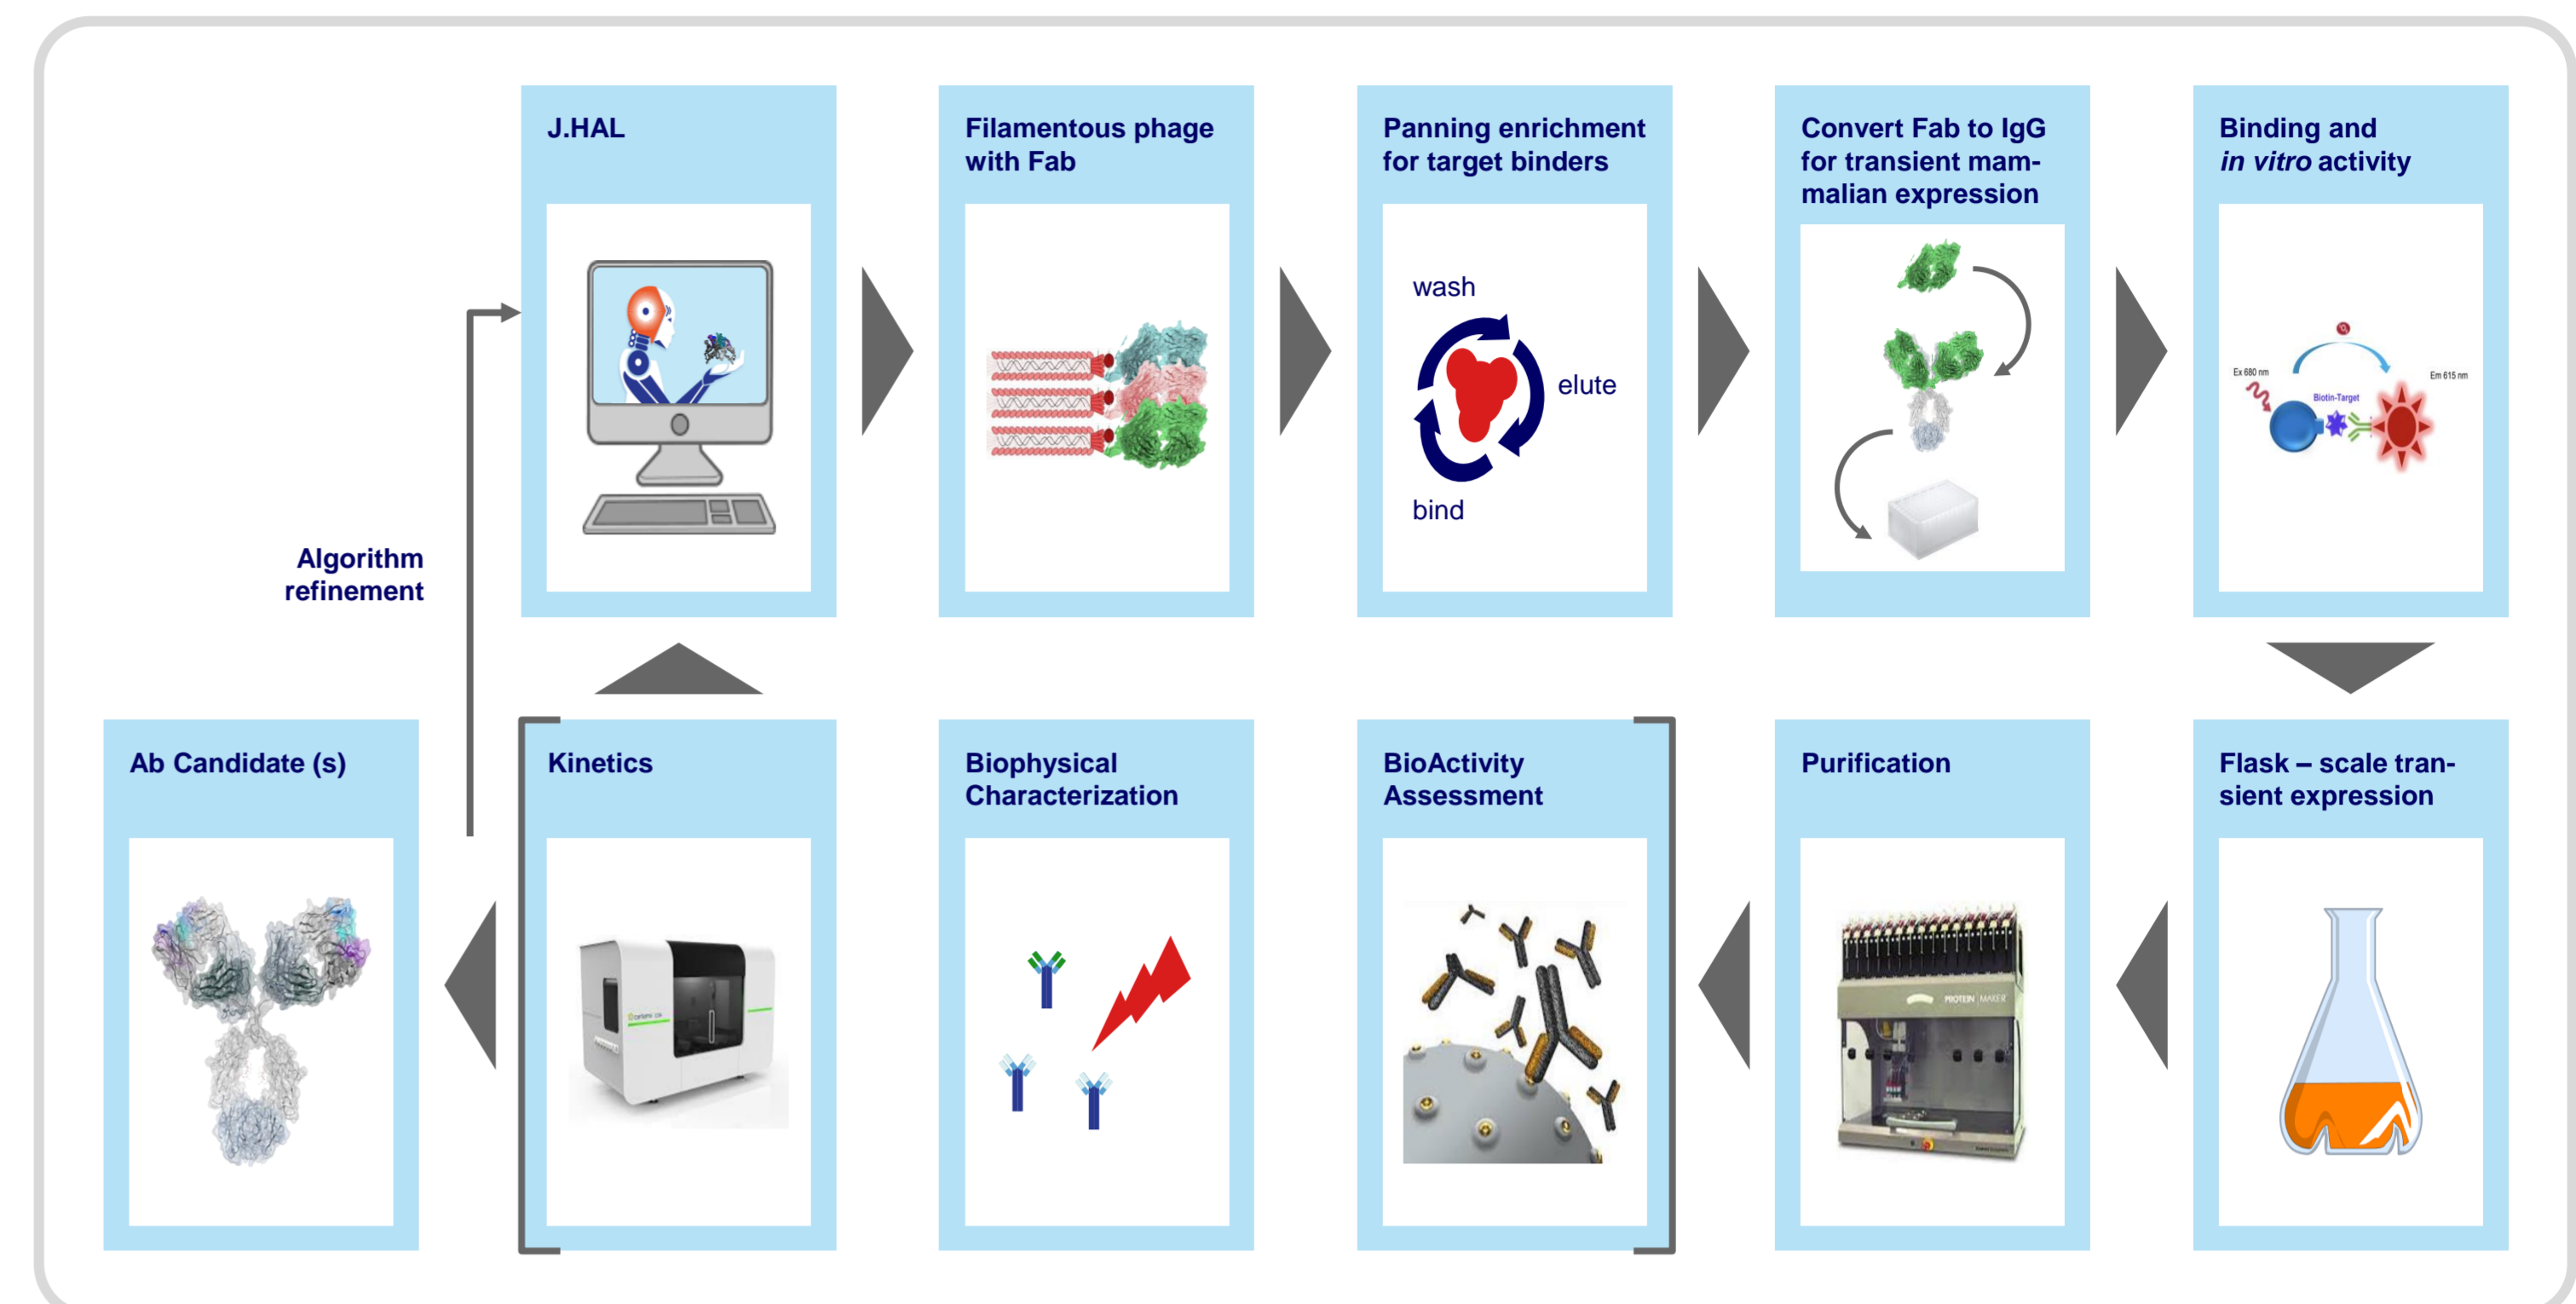 J.HAL
Filamentous phage
with Fab
Panning enrichment
for target binders
wash
elute
bind
Convert Fab to IgG
for transient mam-
malian expression
Binding and
in vitro activity
Ex 680 nm
Em 615 nm
Biotin-Target
Algorithm
refinement
Ab Candidate (s)
Kinetics
Biophysical
Characterization
BioActivity
Assessment
Purification
PROTEIN MAKER
Flask – scale tran-
sient expression